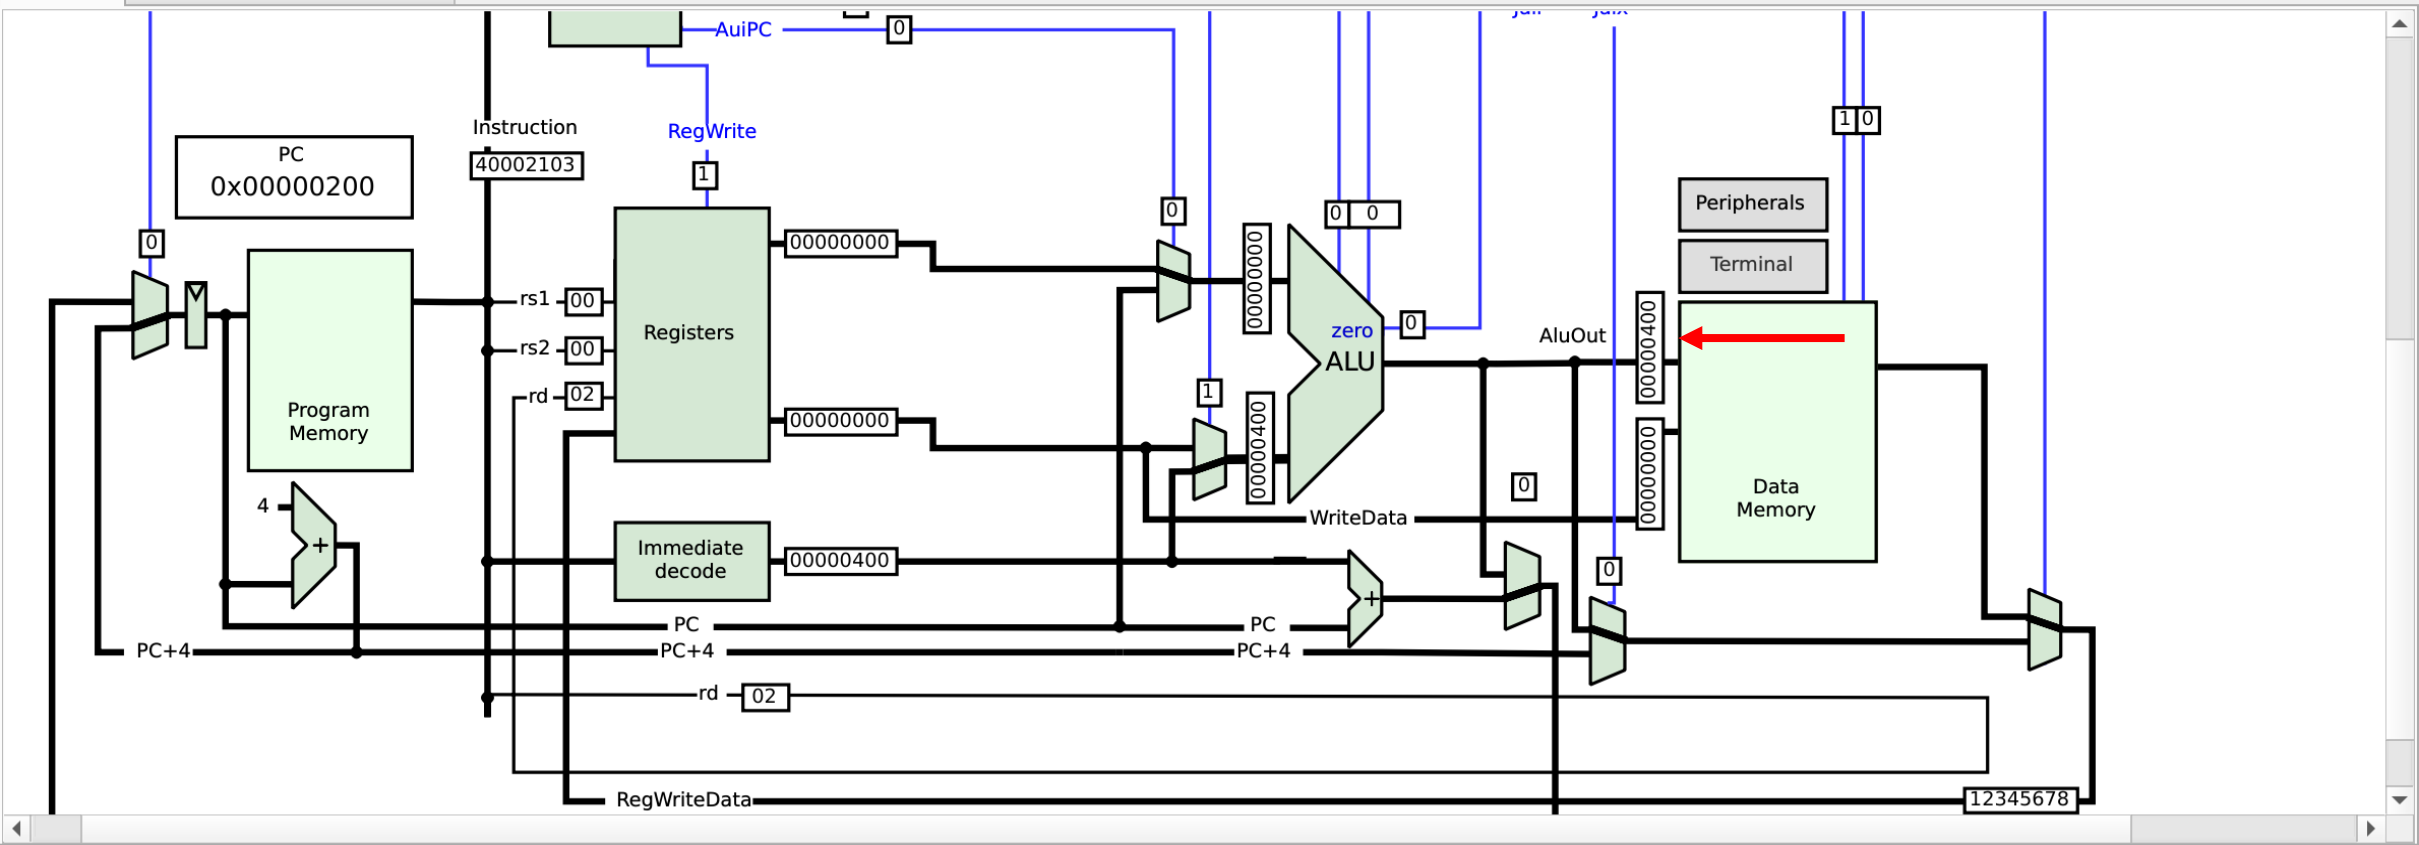 AuiPC
0
Instruction
40002103
RegWrite
1
PC
0x00000200
0
1 0
Peripherals
Terminal
0
0 0
00000000
00000000
rs1 00
rs2 00
rd 02
Registers
00000000
zero
0
ALU
AluOut
00000400
1
00000400
00000000
Program
Memory
4
+
Immediate
decode
00000400
WriteData
0
Data
Memory
0
+
PC
PC
PC+4
PC+4
PC+4
rd 02
RegWriteData
12345678